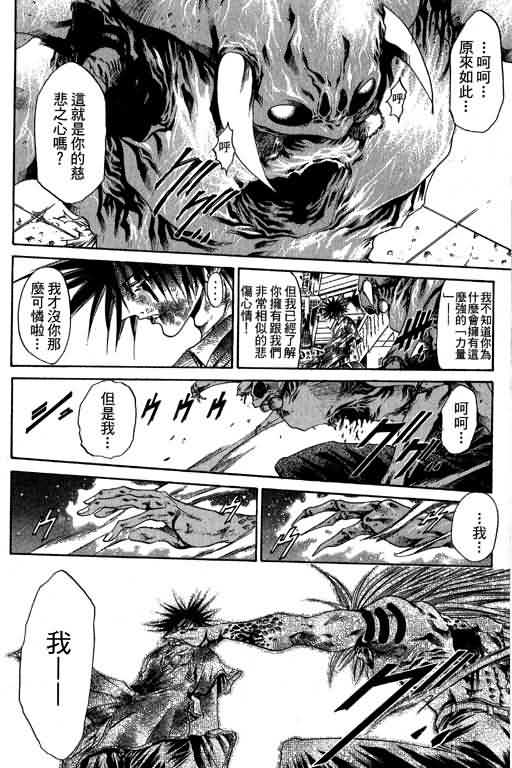 …呵呵…
原來如此…
呼
呼
這就是你的慈
悲之心嗎？
我不知道你為
什麼會擁有這
麼強的「力量
」——
但我已經了解
你擁有跟我們
非常相似的悲
傷心情！
…
我才沒你那
麼可憐啦…
呵呵…
但是我…
…我…
我——